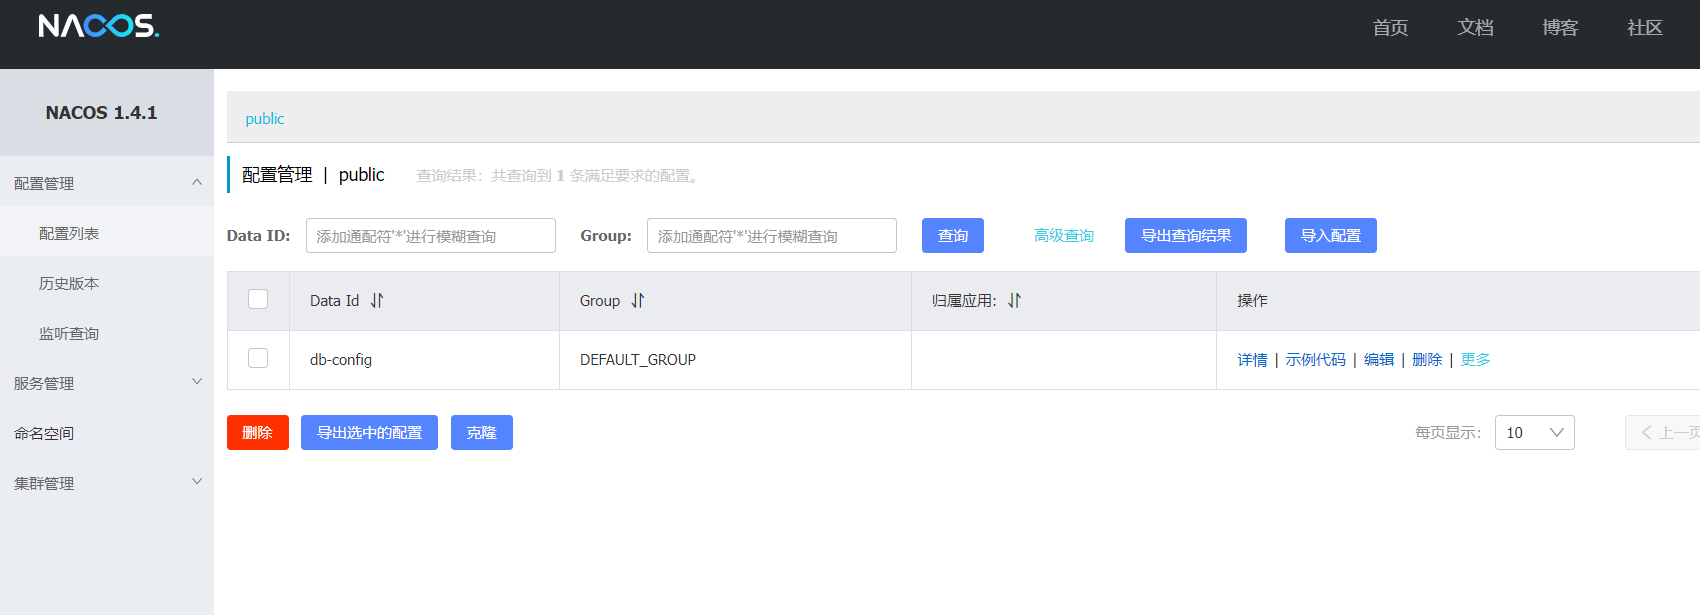 NACOS.
首页 文档 博客 社区
NACOS 1.4.1
配置管理
配置列表
历史版本
监听查询
服务管理
命名空间
集群管理
public
配置管理 | public 查询结果：共查询到 1 条满足要求的配置。
Data ID: 添加通配符'*'进行模糊查询 Group: 添加通配符'*'进行模糊查询 查询 高级查询 导出查询结果 导入配置
Data Id Group 归属应用: 操作
db-config DEFAULT_GROUP 详情 | 示例代码 | 编辑 | 删除 | 更多
删除 导出选中的配置 克隆 每页显示: 10 上一页